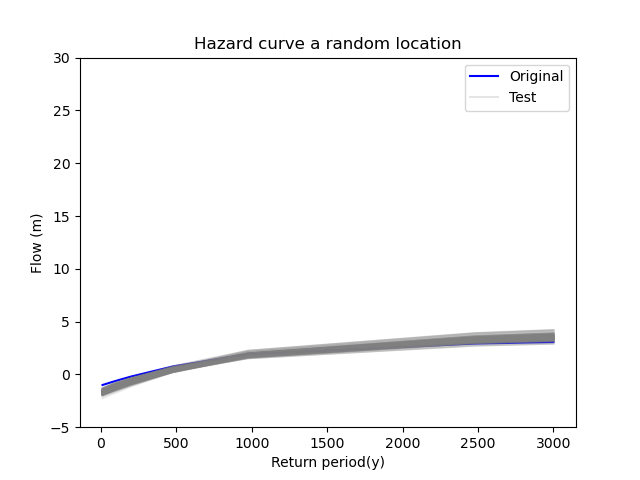 Hazard curve a random location
Original
Test
Flow (m)
30
25
20
15
10
5
0
−5
0 500 1000 1500 2000 2500 3000
Return period(y)